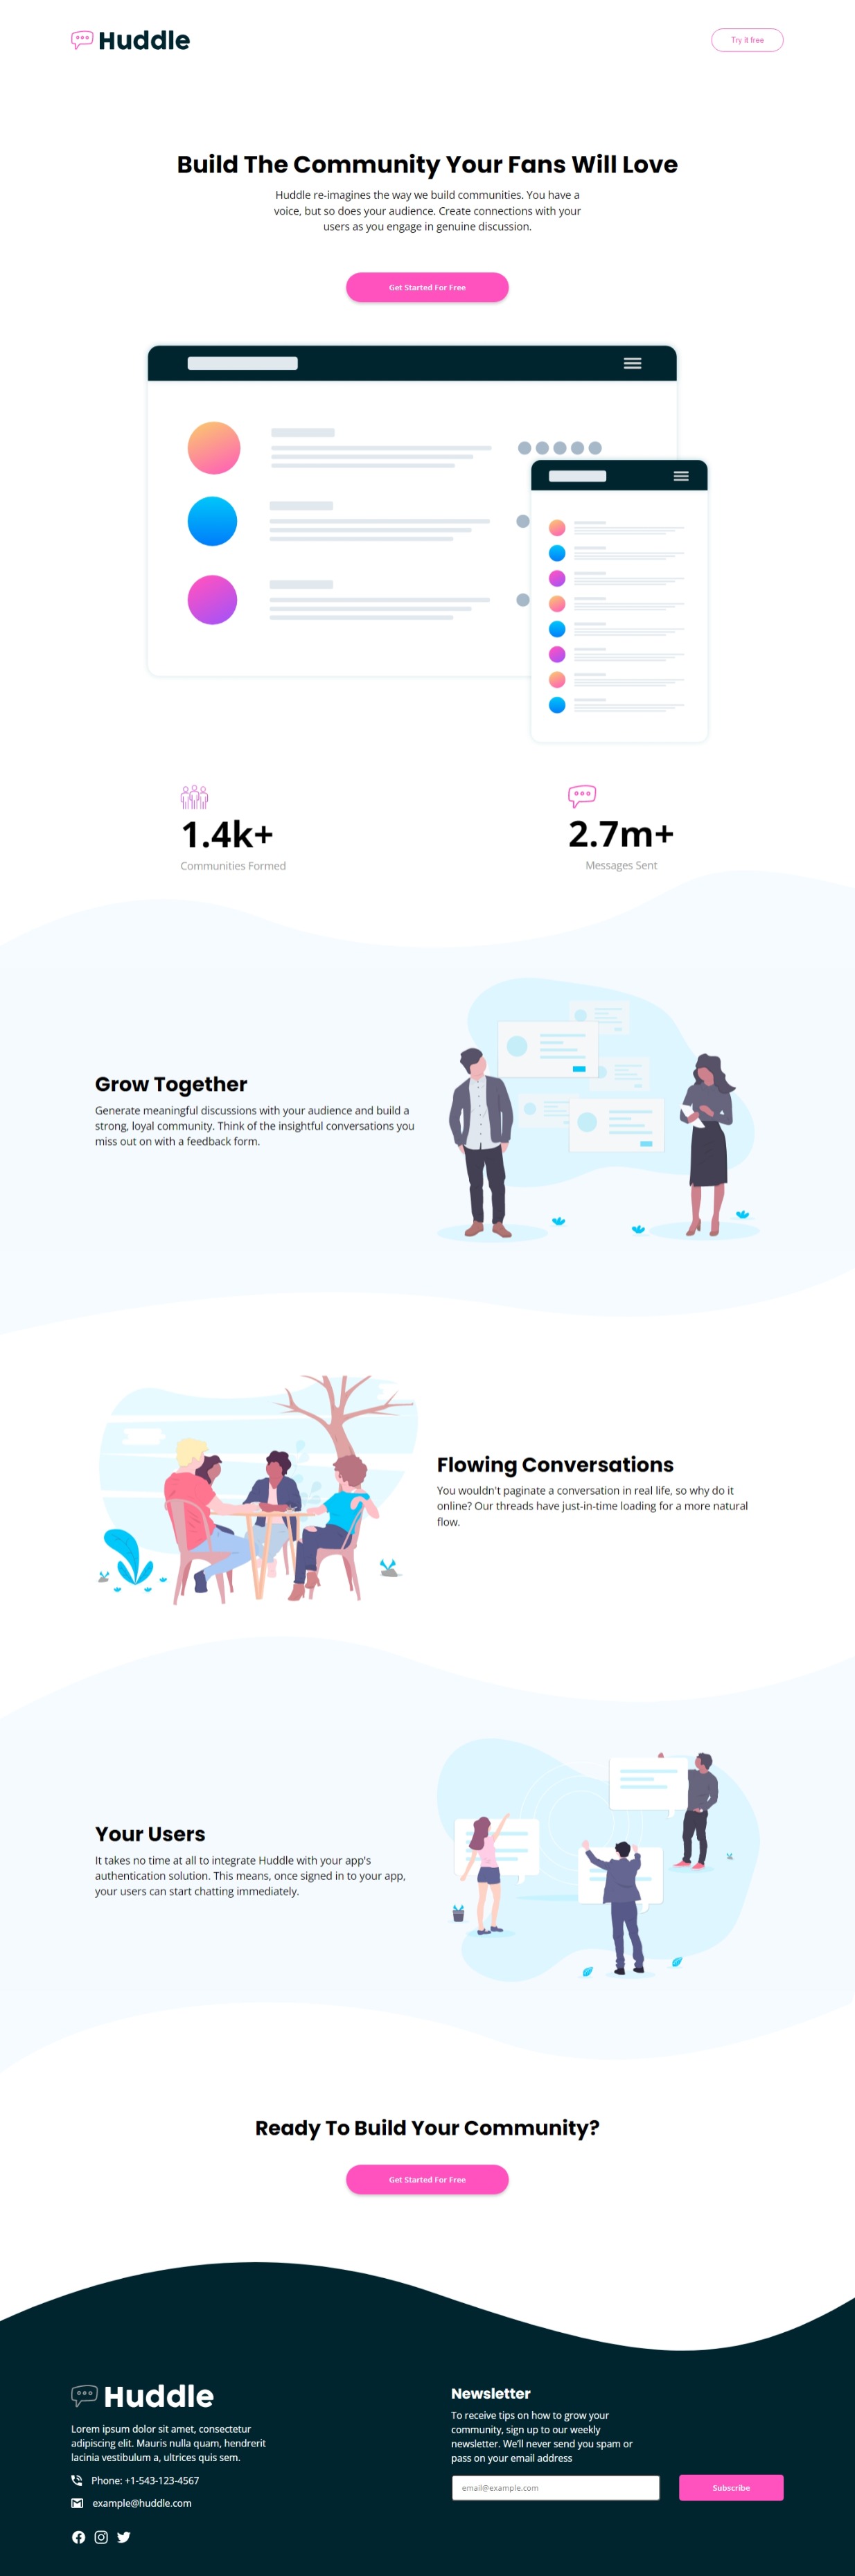 Huddle
Try It free
Build The Community Your Fans Will Love
Huddle re-imagines the way we build communities. You have a
voice, but so does your audience. Create connections with your
users as you engage in genuine discussion.
Get Started For Free
1.4k+
Communities Formed
2.7m+
Messages Sent
Grow Together
Generate meaningful discussions with your audience and build a
strong, loyal community. Think of the insightful conversations you
miss out on with a feedback form.
Flowing Conversations
You wouldn't paginate a conversation in real life, so why do it
online? Our threads have just-in-time loading for a more natural
flow.
Your Users
It takes no time at all to integrate Huddle with your app's
authentication solution. This means, once signed in to your app,
your users can start chatting immediately.
Ready To Build Your Community?
Get Started For Free
Huddle
Lorem ipsum dolor sit amet, consectetur
adipiscing elit. Mauris nulla quam, hendrerit
lacinia vestibulum a, ultrices quis sem.
Phone: +1-543-123-4567
example@huddle.com
Newsletter
To receive tips on how to grow your
community, sign up to our weekly
newsletter. We'll never send you spam or
pass on your email address
email@example.com
Subscribe